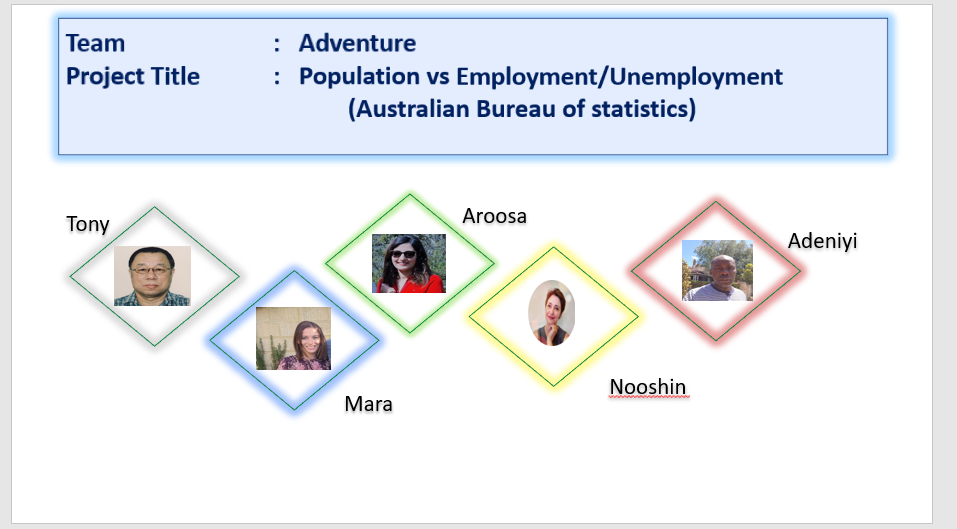 Team : Adventure
Project Title : Population vs Employment/Unemployment
(Australian Bureau of statistics)
Tony
Aroosa
Adeniyi
Mara
Nooshin